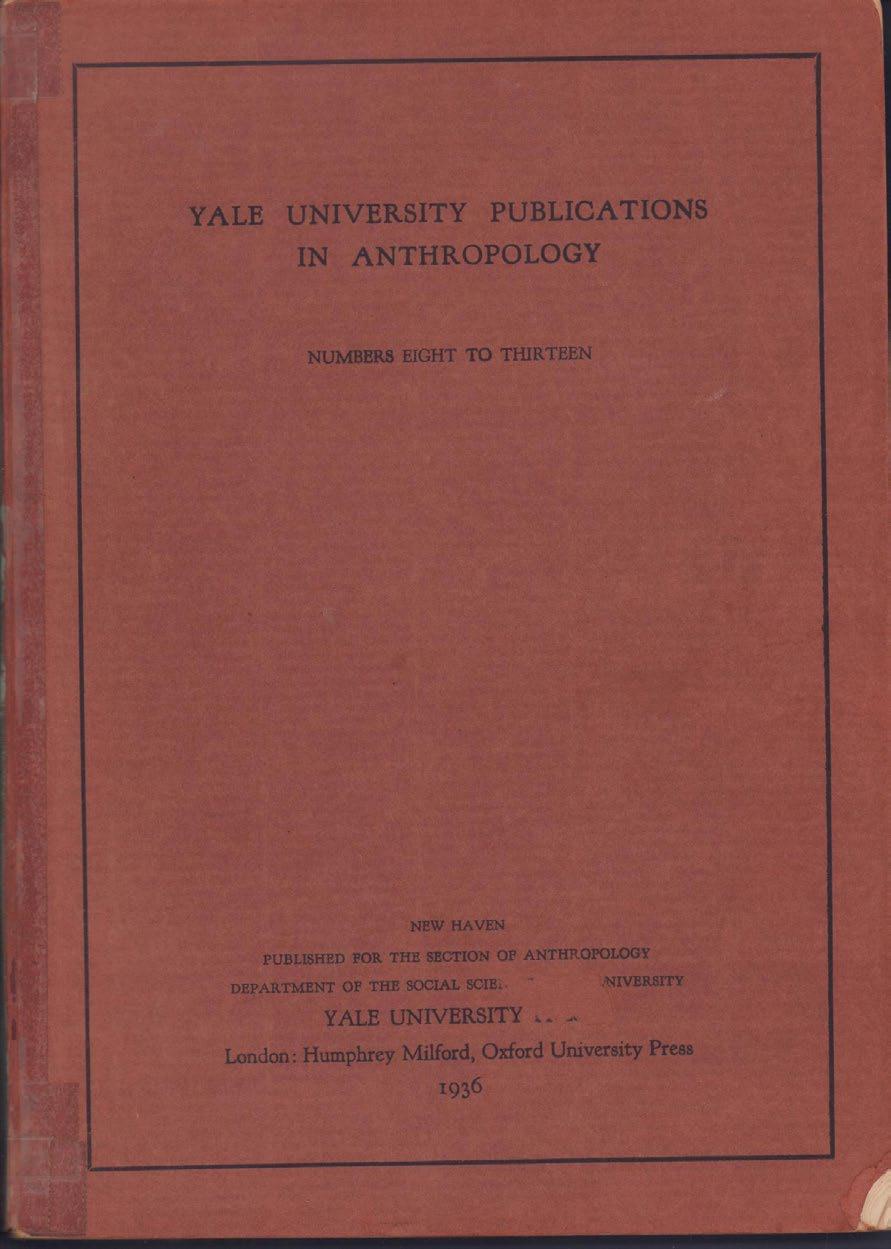 YALE UNIVERSITY PUBLICATIONS
IN ANTHROPOLOGY
NUMBERS EIGHT TO THIRTEEN
NEW HAVEN
PUBLISHED FOR THE SECTION OF ANTHROPOLOGY
DEPARTMENT OF THE SOCIAL
YALE UNIVERSITY
London: Humphrey Milford, Oxford University Press
1936